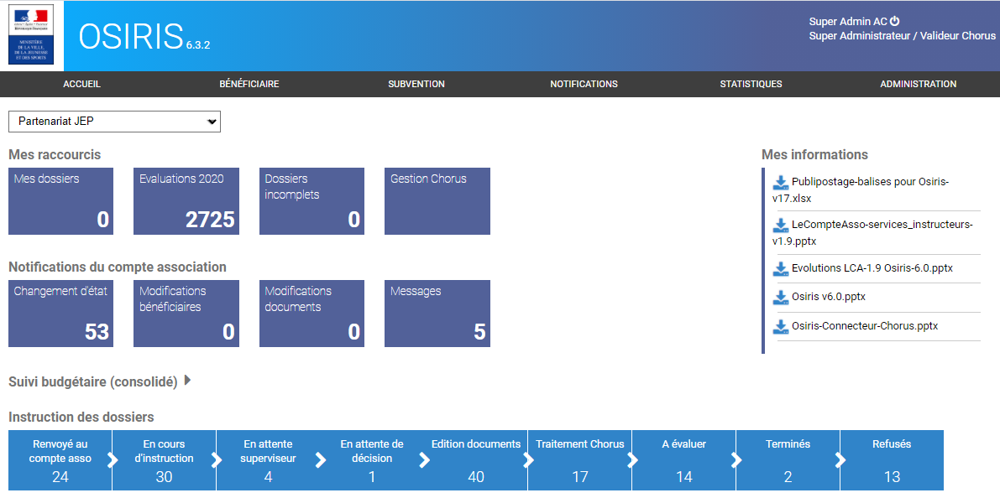 Liberté • Égalité • Fraternité
RÉPUBLIQUE FRANÇAISE
MINISTÈRE
DE LA VILLE,
DE LA JEUNESSE
ET DES SPORTS
OSIRIS 6.3.2
Super Admin AC
Super Administrateur / Valideur Chorus
ACCUEIL
BÉNÉFICIAIRE
SUBVENTION
NOTIFICATIONS
STATISTIQUES
ADMINISTRATION
Partenariat JEP
Mes raccourcis
Mes dossiers
0
Evaluations 2020
2725
Dossiers
incomplets
0
Gestion Chorus
Notifications du compte association
Changement d'état
53
Modifications
bénéficiaires
0
Modifications
documents
0
Messages
5
Mes informations
Publipostage-balises pour Osiris-
v17.xlsx
LeCompteAsso-services_instructeurs-
v1.9.pptx
Evolutions LCA-1.9 Osiris-6.0.pptx
Osiris v6.0.pptx
Osiris-Connecteur-Chorus.pptx
Suivi budgétaire (consolidé)
Instruction des dossiers
Renvoyé au
compte asso
24
En cours
d'instruction
30
En attente
superviseur
4
En attente de
décision
1
Edition documents
40
Traitement Chorus
17
A évaluer
14
Terminés
2
Refusés
13